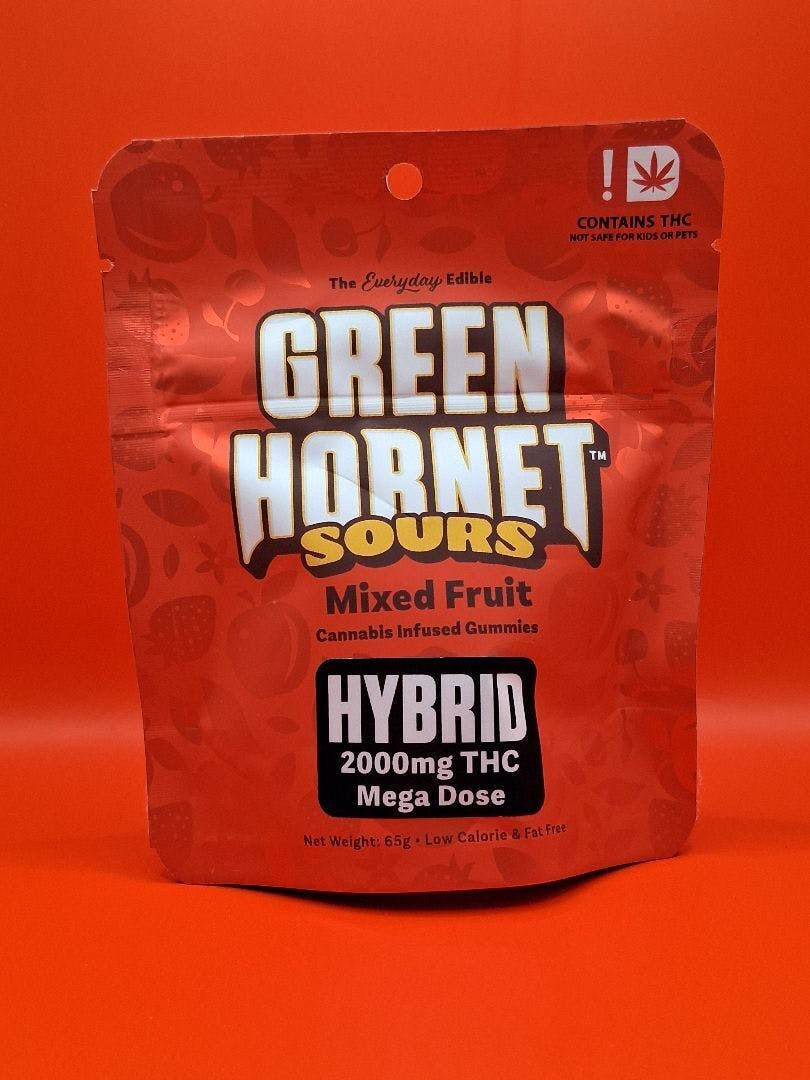 !
CONTAINS THC
NOT SAFE FOR KIDS OR PETS
The Everyday Edible
GREEN
HORNET™
SOURS
Mixed Fruit
Cannabis Infused Gummies
HYBRID
2000mg THC
Mega Dose
Net Weight: 65g • Low Calorie & Fat Free